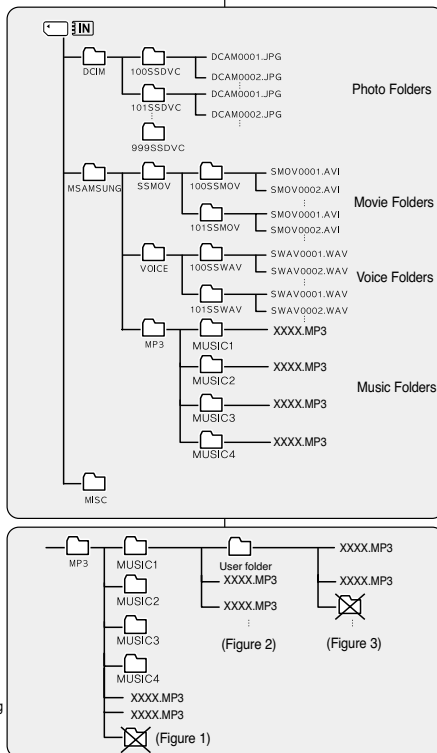 IN
DCIM 100SSDVC DCAM0001.JPG
DCAM0002.JPG
101SSDVC DCAM0001.JPG
DCAM0002.JPG
Photo Folders
999SSDVC
MSAMSUNG SSMOV 100SSMOV SMOV0001.AVI
SMOV0002.AVI
101SSMOV SMOV0001.AVI
SMOV0002.AVI
Movie Folders
VOICE 100SSWAV SWAV0001.WAV
SWAV0002.WAV
101SSWAV SWAV0001.WAV
SWAV0002.WAV
Voice Folders
MP3 MUSIC1 XXXX.MP3
MUSIC2 XXXX.MP3
MUSIC3 XXXX.MP3
MUSIC4 XXXX.MP3
Music Folders
MISC
MP3 MUSIC1 User folder XXXX.MP3
XXXX.MP3 XXXX.MP3
MUSIC2 XXXX.MP3
MUSIC3 (Figure 2) (Figure 3)
MUSIC4
XXXX.MP3
XXXX.MP3
(Figure 1)